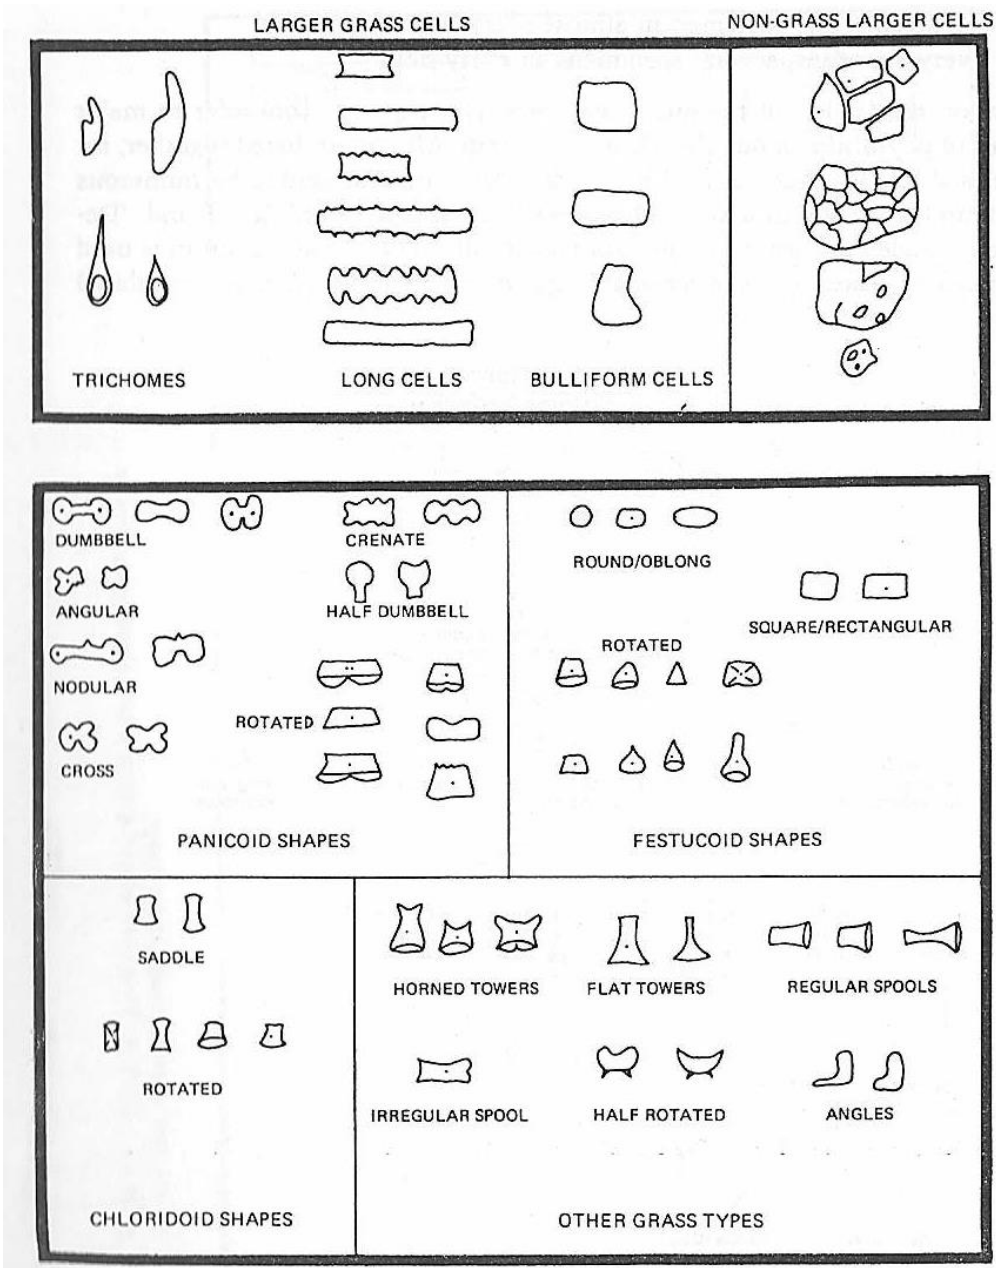 LARGER GRASS CELLS
NON-GRASS LARGER CELLS
TRICHOMES
LONG CELLS
BULLIFORM CELLS
DUMBBELL
CRENATE
ANGULAR
HALF DUMBBELL
NODULAR
ROTATED
CROSS
PANICOID SHAPES
ROUND/OBLONG
SQUARE/RECTANGULAR
ROTATED
FESTUCOID SHAPES
SADDLE
ROTATED
CHLORIDOID SHAPES
HORNED TOWERS
FLAT TOWERS
REGULAR SPOOLS
IRREGULAR SPOOL
HALF ROTATED
ANGLES
OTHER GRASS TYPES